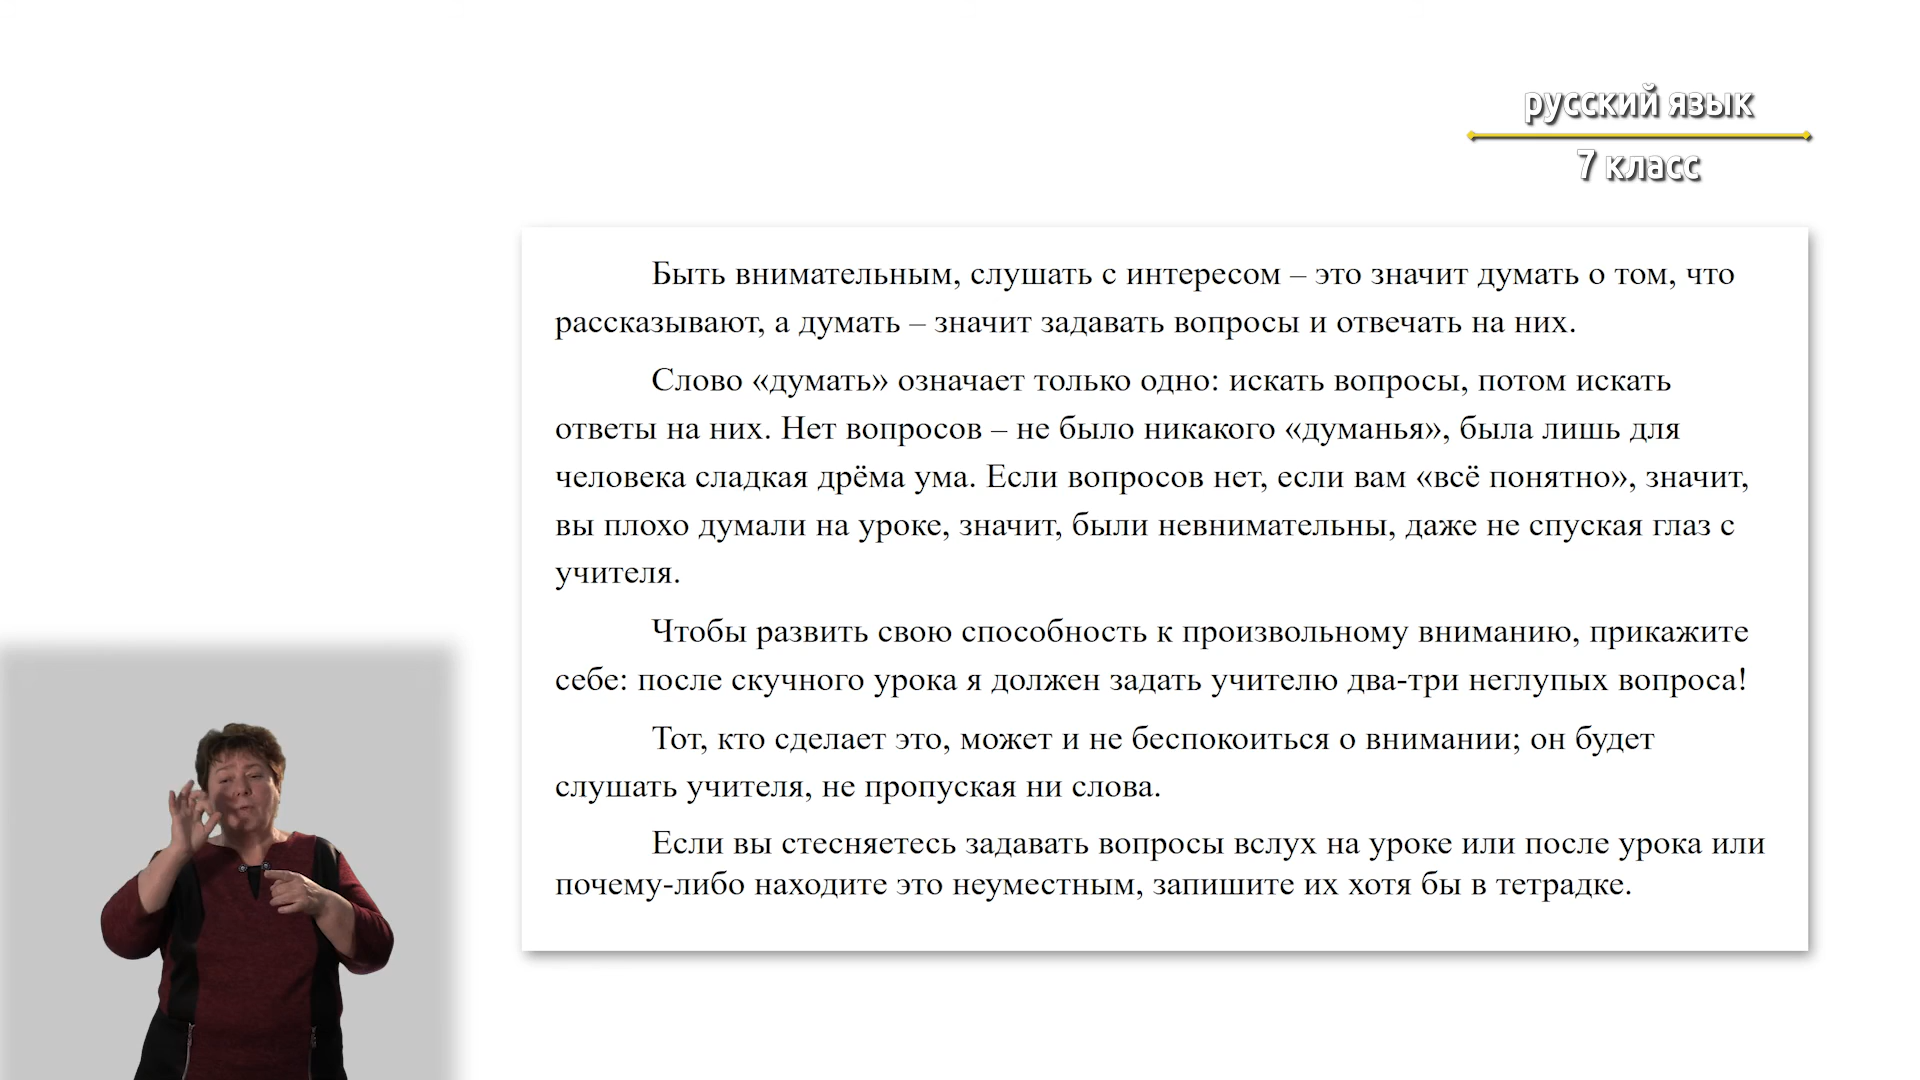 русский язык
7 класс
Быть внимательным, слушать с интересом – это значит думать о том, что
рассказывают, а думать – значит задавать вопросы и отвечать на них.
Слово «думать» означает только одно: искать вопросы, потом искать
ответы на них. Нет вопросов – не было никакого «думанья», была лишь для
человека сладкая дрёма ума. Если вопросов нет, если вам «всё понятно», значит,
вы плохо думали на уроке, значит, были невнимательны, даже не спуская глаз с
учителя.
Чтобы развить свою способность к произвольному вниманию, прикажите
себе: после скучного урока я должен задать учителю два-три неглупых вопроса!
Тот, кто сделает это, может и не беспокоиться о внимании; он будет
слушать учителя, не пропуская ни слова.
Если вы стесняетесь задавать вопросы вслух на уроке или после урока или
почему-либо находите это неуместным, запишите их хотя бы в тетрадке.